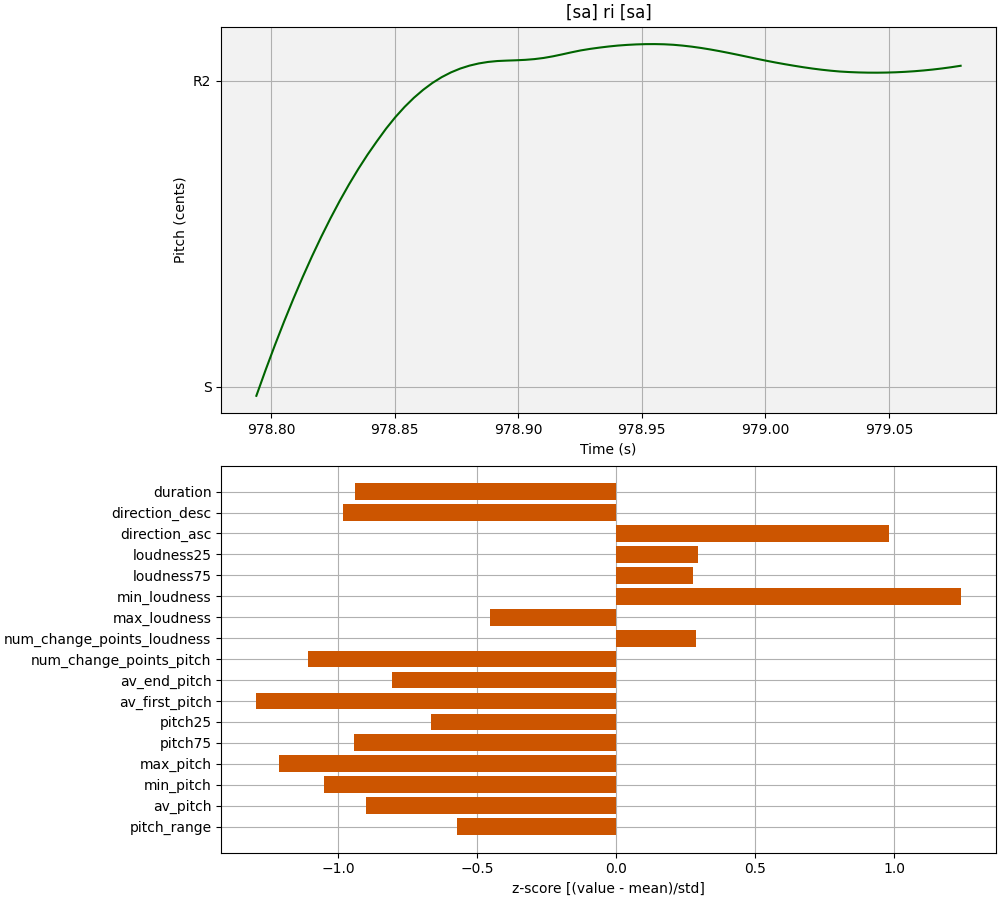 [sa] ri [sa]
R2
S
Pitch (cents)
978.80 978.85 978.90 978.95 979.00 979.05
Time (s)
duration
direction_desc
direction_asc
loudness25
loudness75
min_loudness
max_loudness
num_change_points_loudness
num_change_points_pitch
av_end_pitch
av_first_pitch
pitch25
pitch75
max_pitch
min_pitch
av_pitch
pitch_range
−1.0 −0.5 0.0 0.5 1.0
z-score [(value - mean)/std]